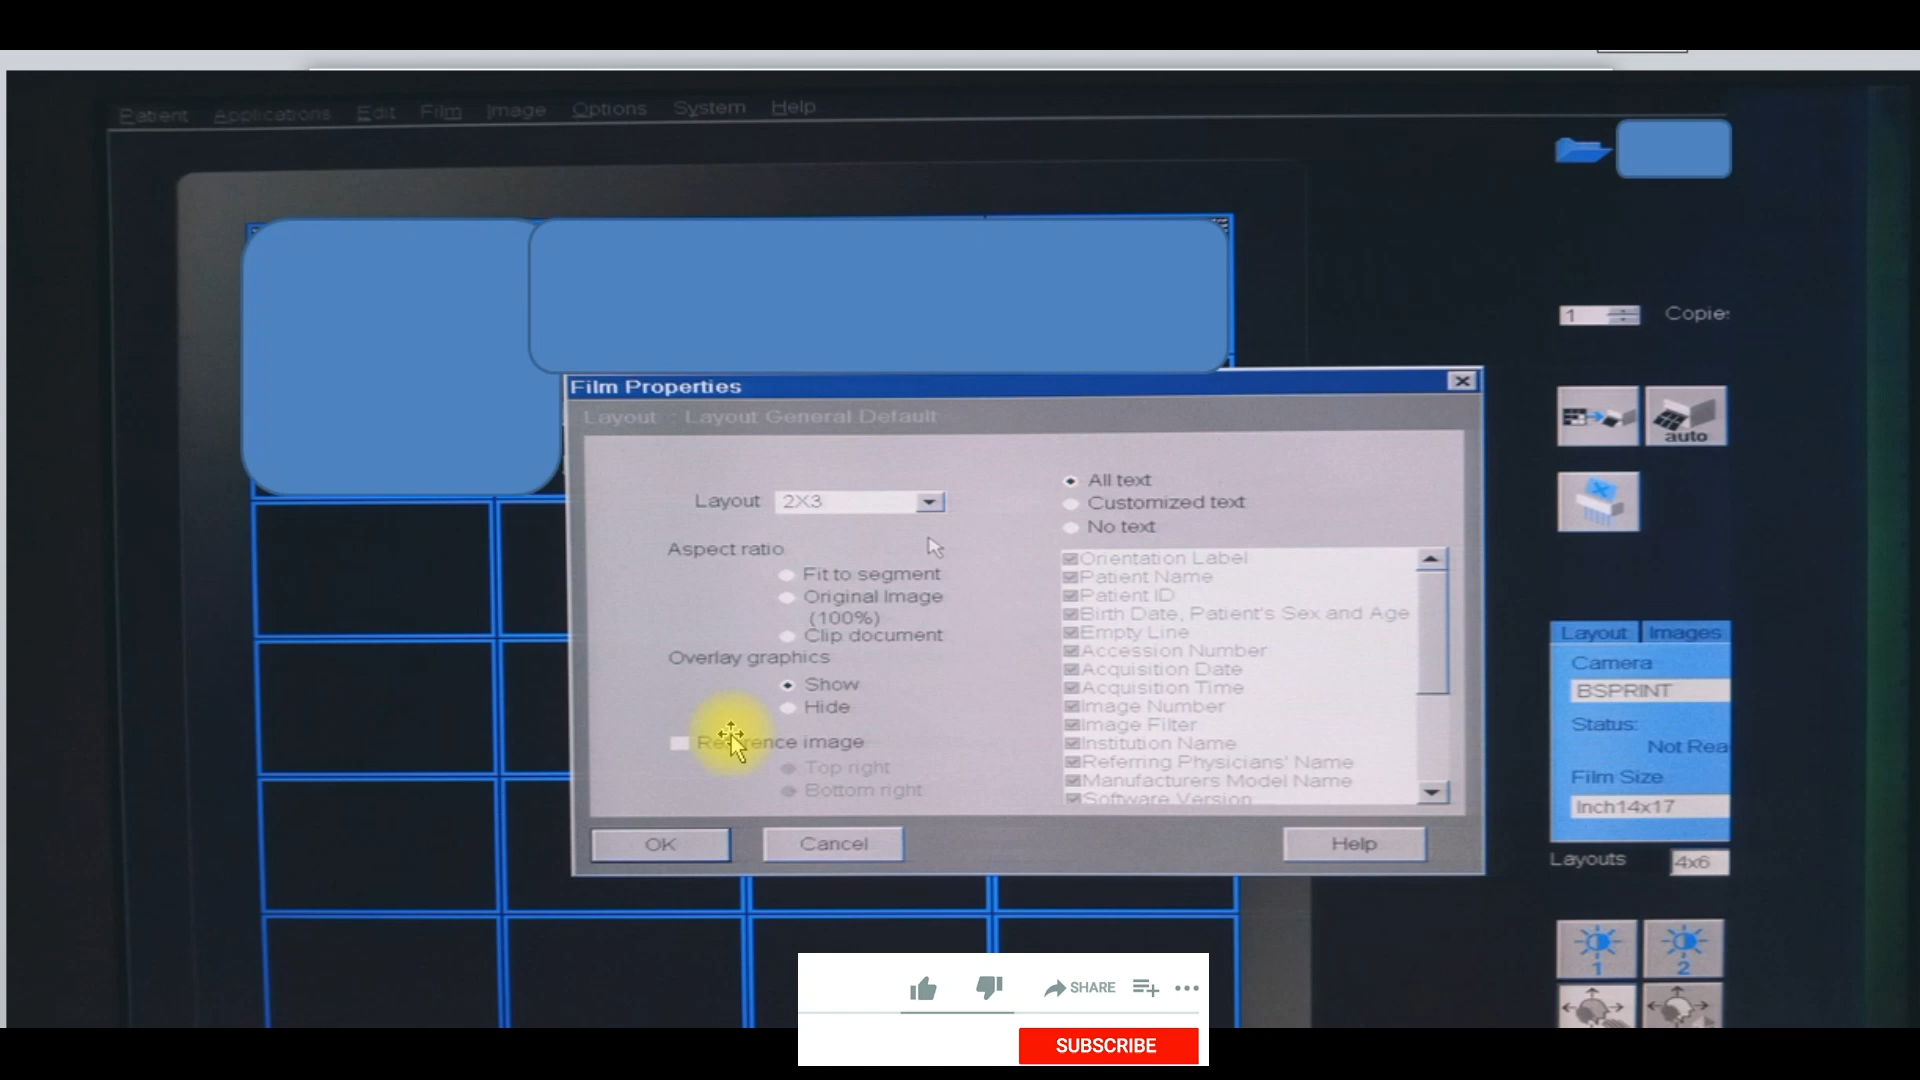 Patient Applications Edit Film Image Options System Help
1 Copies
Film Properties
Layout : Layout General Default
auto
Layout 2X3
Aspect ratio
Fit to segment
Original Image
(100%)
Clip document
Overlay graphics
Show
Hide
Reference image
Top right
Bottom right
All text
Customized text
No text
Orientation Label
Patient Name
Patient ID
Birth Date, Patient's Sex and Age
Empty Line
Accession Number
Acquisition Date
Acquisition Time
Image Number
Image Filter
Institution Name
Referring Physicians' Name
Manufacturers Model Name
Software Version
OK Cancel Help
Layout Images
Camera
BSPRINT
Status:
Not Rea
Film Size
Inch14x17
Layouts 4x6
1 2
SHARE
SUBSCRIBE